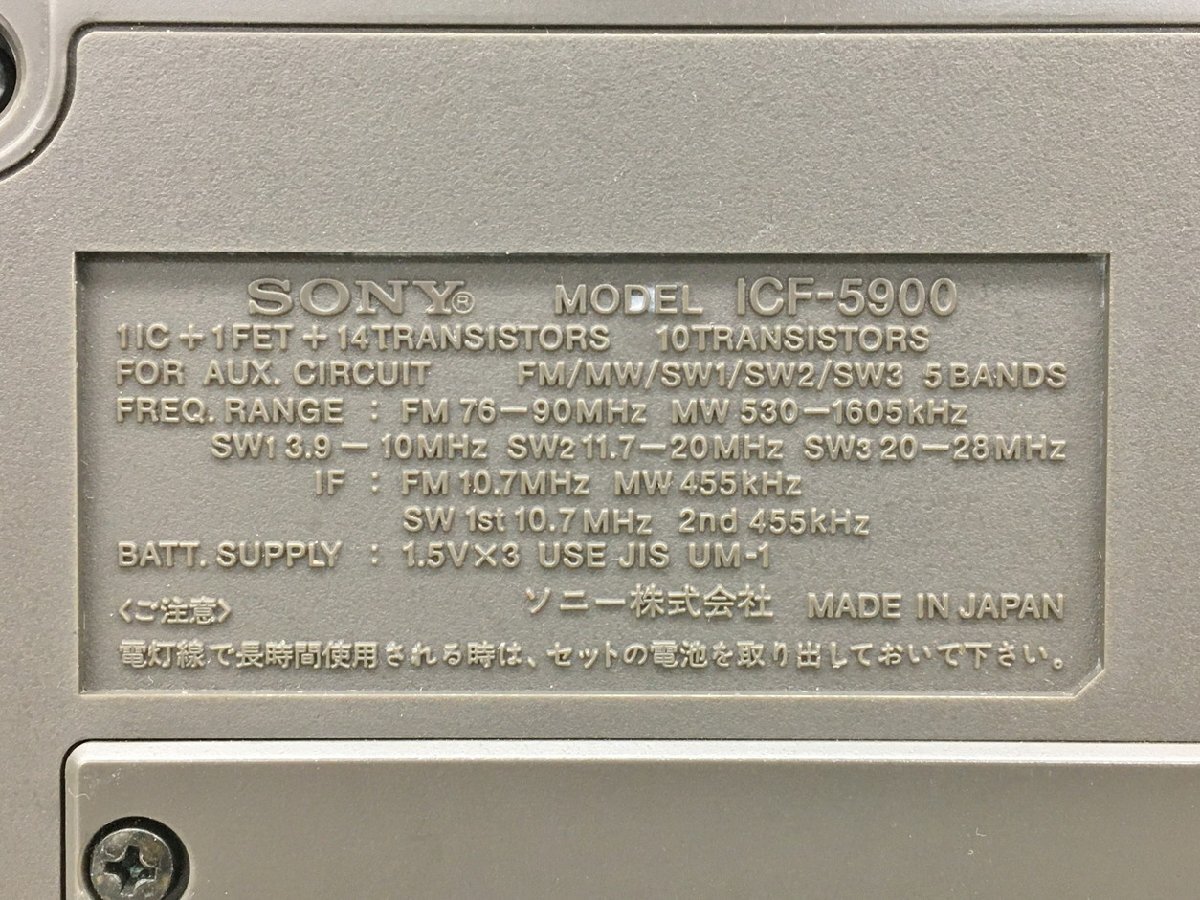 SONY® MODEL ICF-5900
1IC+1FET+14TRANSISTORS 10TRANSISTORS
FOR AUX. CIRCUIT FM/MW/SW1/SW2/SW3 5BANDS
FREQ. RANGE : FM 76-90MHz MW 530-1605kHz
SW1 3.9-10MHz SW2 11.7-20MHz SW3 20-28MHz
IF : FM 10.7MHz MW 455kHz
SW 1st 10.7MHz 2nd 455kHz
BATT. SUPPLY : 1.5V×3 USE JIS UM-1
ソニー株式会社 MADE IN JAPAN
〈ご注意〉
電灯線で長時間使用される時は、セットの電池を取り出しておいて下さい。